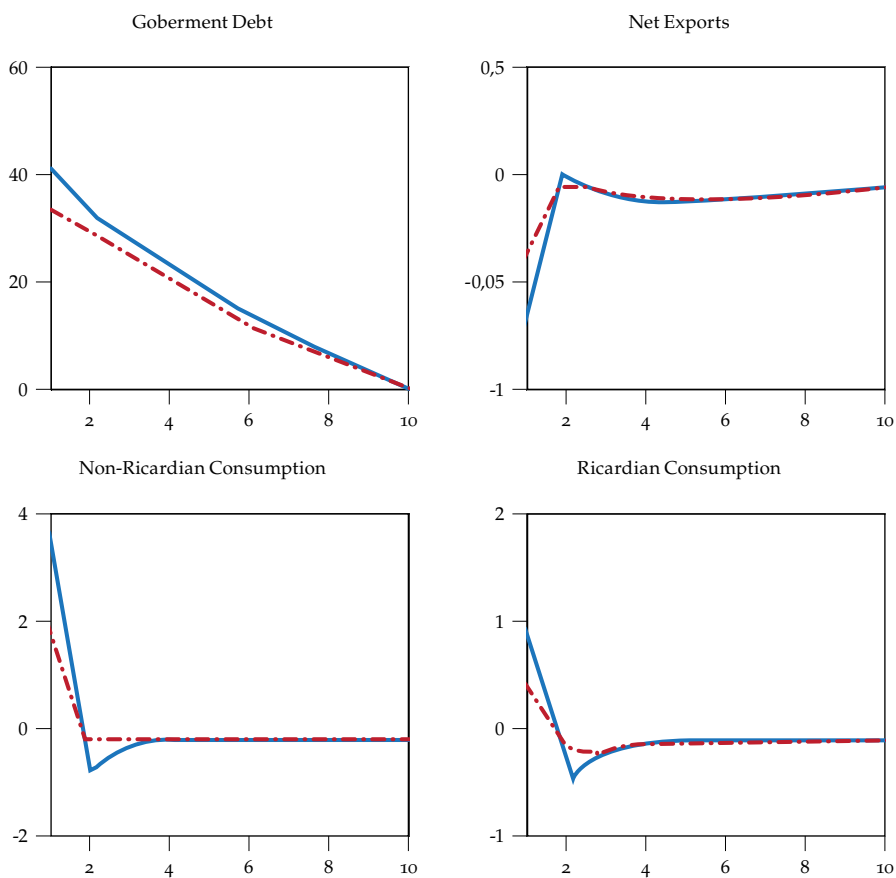 Goberment Debt
60
40
20
0
2 4 6 8 10
Net Exports
0,5
0
-0,05
-1
2 4 6 8 10
Non-Ricardian Consumption
4
2
0
-2
2 4 6 8 10
Ricardian Consumption
2
1
0
-1
2 4 6 8 10